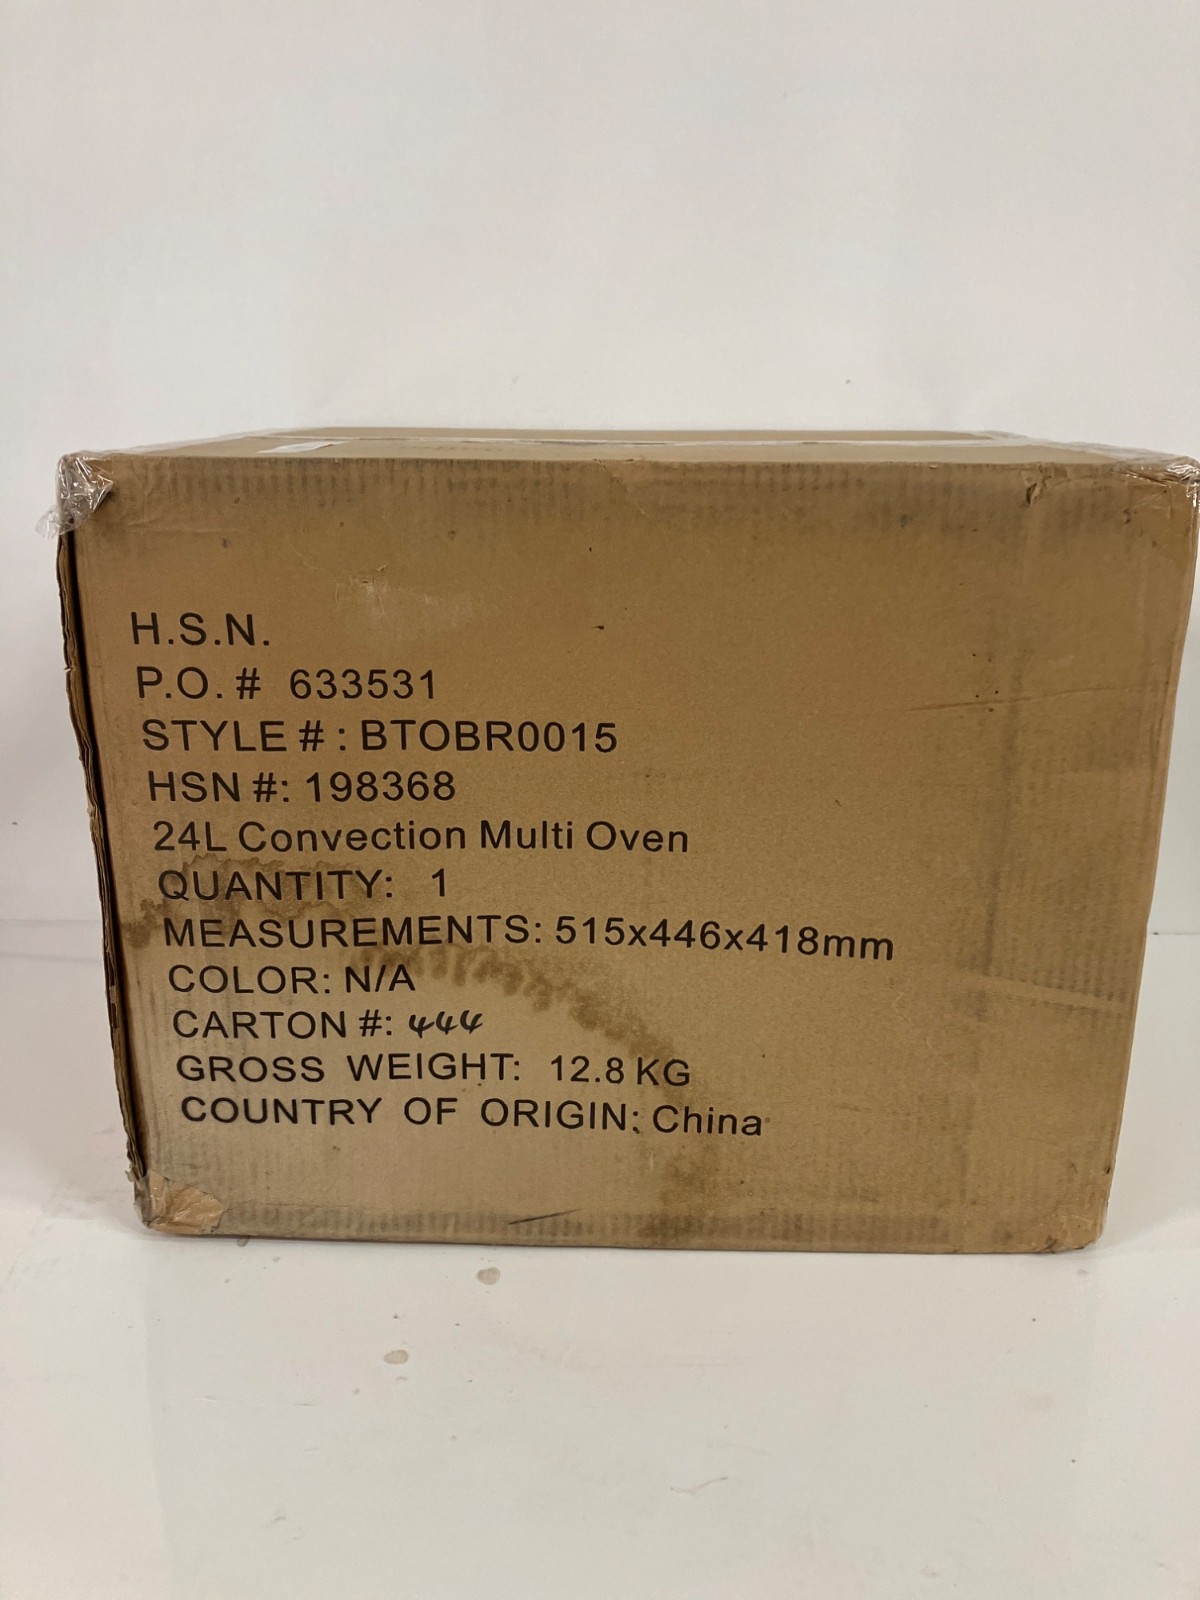 H.S.N.
P.O. # 633531
STYLE # : BTOBR0015
HSN #: 198368
24L Convection Multi Oven
QUANTITY: 1
MEASUREMENTS: 515x446x418mm
COLOR: N/A
CARTON #: 444
GROSS WEIGHT: 12.8 KG
COUNTRY OF ORIGIN: China